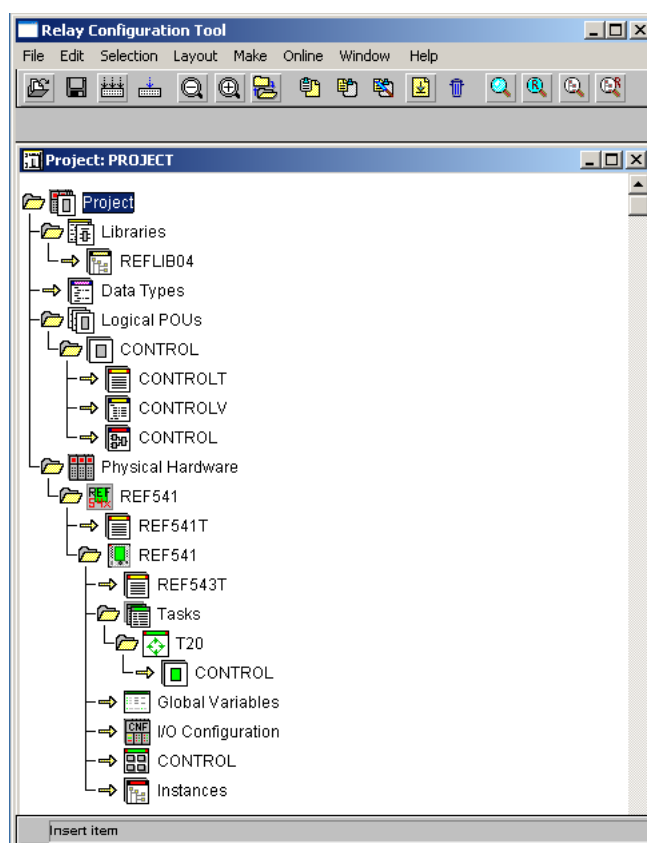 Relay Configuration Tool
File Edit Selection Layout Make Online Window Help
Project: PROJECT
Project
Libraries
REFLIB04
Data Types
Logical POUs
CONTROL
CONTROLT
CONTROLV
CONTROL
Physical Hardware
REF541
REF541T
REF541
REF543T
Tasks
T20
CONTROL
Global Variables
I/O Configuration
CONTROL
Instances
Insert item